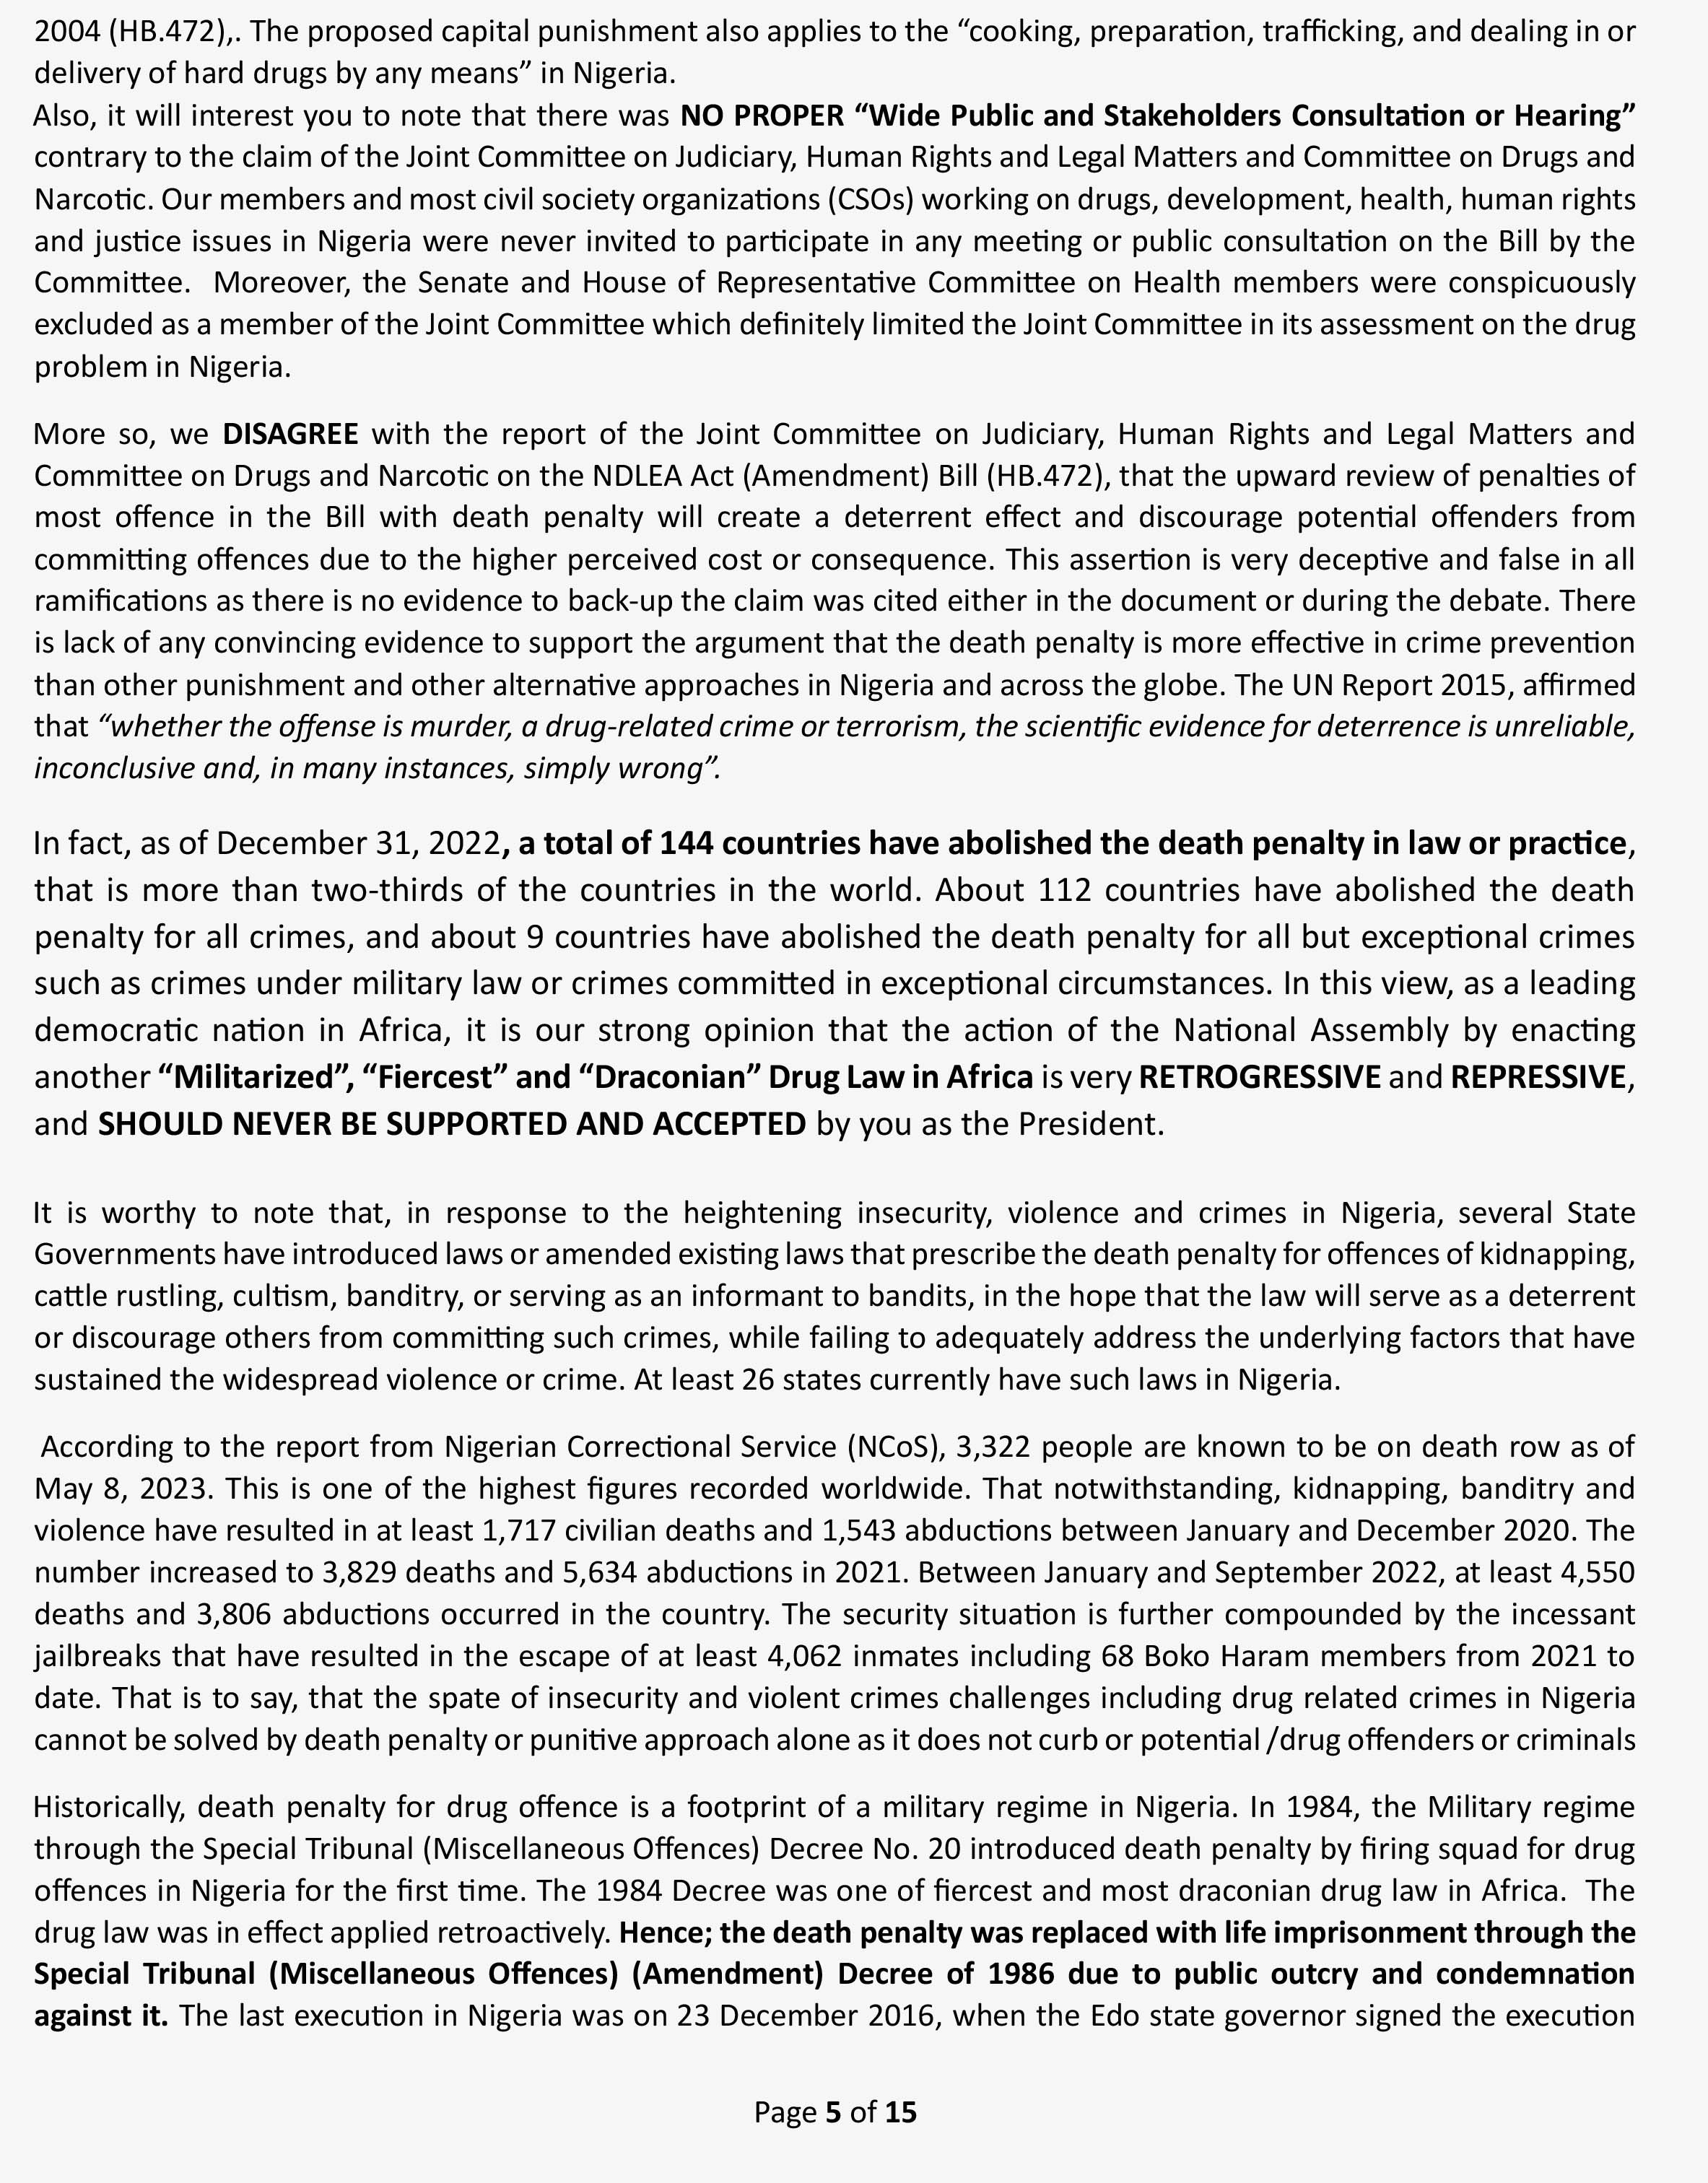 2004 (HB.472),. The proposed capital punishment also applies to the “cooking, preparation, trafficking, and dealing in or
delivery of hard drugs by any means” in Nigeria.
Also, it will interest you to note that there was NO PROPER “Wide Public and Stakeholders Consultation or Hearing”
contrary to the claim of the Joint Committee on Judiciary, Human Rights and Legal Matters and Committee on Drugs and
Narcotic. Our members and most civil society organizations (CSOs) working on drugs, development, health, human rights
and justice issues in Nigeria were never invited to participate in any meeting or public consultation on the Bill by the
Committee.  Moreover, the Senate and House of Representative Committee on Health members were conspicuously
excluded as a member of the Joint Committee which definitely limited the Joint Committee in its assessment on the drug
problem in Nigeria.
More so, we DISAGREE with the report of the Joint Committee on Judiciary, Human Rights and Legal Matters and
Committee on Drugs and Narcotic on the NDLEA Act (Amendment) Bill (HB.472), that the upward review of penalties of
most offence in the Bill with death penalty will create a deterrent effect and discourage potential offenders from
committing offences due to the higher perceived cost or consequence. This assertion is very deceptive and false in all
ramifications as there is no evidence to back-up the claim was cited either in the document or during the debate. There
is lack of any convincing evidence to support the argument that the death penalty is more effective in crime prevention
than other punishment and other alternative approaches in Nigeria and across the globe. The UN Report 2015, affirmed
that “whether the offense is murder, a drug-related crime or terrorism, the scientific evidence for deterrence is unreliable,
inconclusive and, in many instances, simply wrong”.
In fact, as of December 31, 2022, a total of 144 countries have abolished the death penalty in law or practice,
that is more than two-thirds of the countries in the world. About 112 countries have abolished the death
penalty for all crimes, and about 9 countries have abolished the death penalty for all but exceptional crimes
such as crimes under military law or crimes committed in exceptional circumstances. In this view, as a leading
democratic nation in Africa, it is our strong opinion that the action of the National Assembly by enacting
another “Militarized”, “Fiercest” and “Draconian” Drug Law in Africa is very RETROGRESSIVE and REPRESSIVE,
and SHOULD NEVER BE SUPPORTED AND ACCEPTED by you as the President.
It is worthy to note that, in response to the heightening insecurity, violence and crimes in Nigeria, several State
Governments have introduced laws or amended existing laws that prescribe the death penalty for offences of kidnapping,
cattle rustling, cultism, banditry, or serving as an informant to bandits, in the hope that the law will serve as a deterrent
or discourage others from committing such crimes, while failing to adequately address the underlying factors that have
sustained the widespread violence or crime. At least 26 states currently have such laws in Nigeria.
According to the report from Nigerian Correctional Service (NCoS), 3,322 people are known to be on death row as of
May 8, 2023. This is one of the highest figures recorded worldwide. That notwithstanding, kidnapping, banditry and
violence have resulted in at least 1,717 civilian deaths and 1,543 abductions between January and December 2020. The
number increased to 3,829 deaths and 5,634 abductions in 2021. Between January and September 2022, at least 4,550
deaths and 3,806 abductions occurred in the country. The security situation is further compounded by the incessant
jailbreaks that have resulted in the escape of at least 4,062 inmates including 68 Boko Haram members from 2021 to
date. That is to say, that the spate of insecurity and violent crimes challenges including drug related crimes in Nigeria
cannot be solved by death penalty or punitive approach alone as it does not curb or potential /drug offenders or criminals
Historically, death penalty for drug offence is a footprint of a military regime in Nigeria. In 1984, the Military regime
through the Special Tribunal (Miscellaneous Offences) Decree No. 20 introduced death penalty by firing squad for drug
offences in Nigeria for the first time. The 1984 Decree was one of fiercest and most draconian drug law in Africa.  The
drug law was in effect applied retroactively. Hence; the death penalty was replaced with life imprisonment through the
Special Tribunal (Miscellaneous Offences) (Amendment) Decree of 1986 due to public outcry and condemnation
against it. The last execution in Nigeria was on 23 December 2016, when the Edo state governor signed the execution
Page 5 of 15